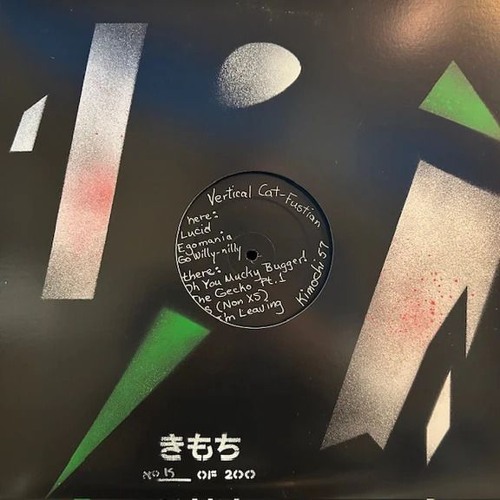 Vertical Cat-Fustian
here:
Lucid
Egomania
Go Willy-nilly
there:
Oh You Mucky Bugger!
The Gecko Pt.1
(Non X5)
I'm Leaving
Kimochi 57
きもち
No 15 OF 200